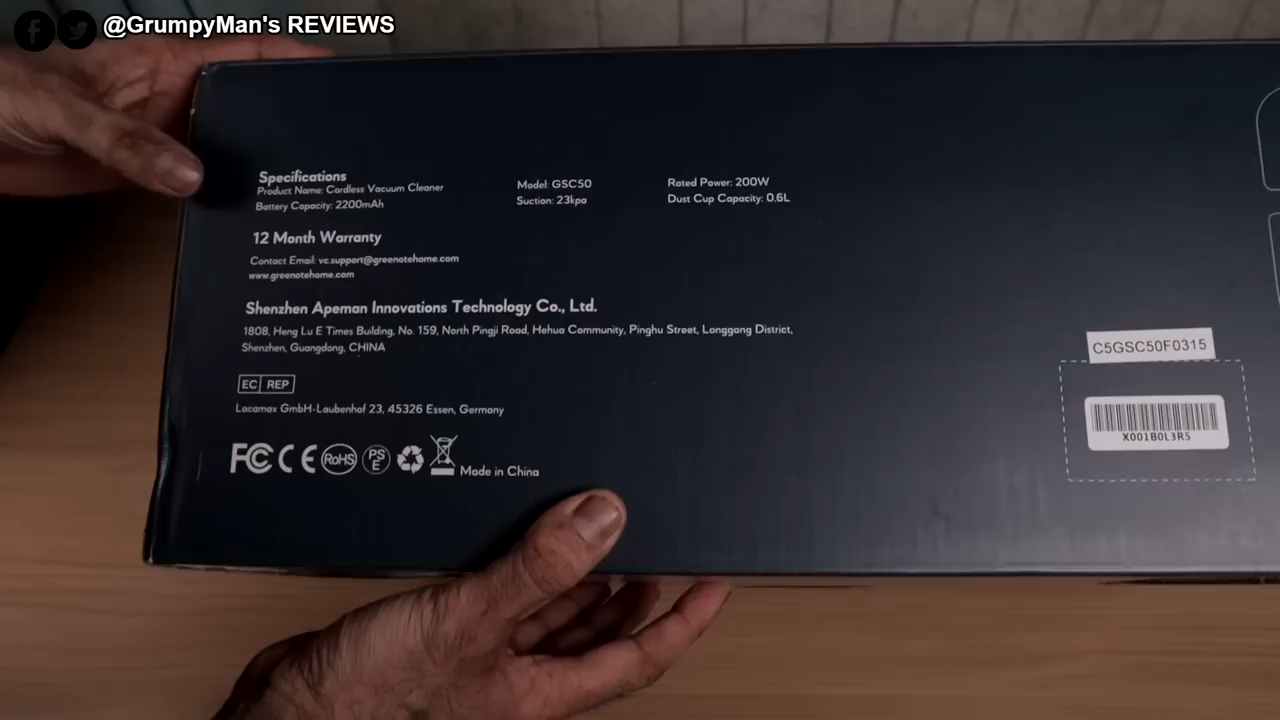 @GrumpyMan's REVIEWS
Specifications
Product Name: Cordless Vacuum Cleaner
Battery Capacity: 2200mAh
Model: GSC50
Suction: 23kpa
Rated Power: 200W
Dust Cup Capacity: 0.6L
12 Month Warranty
Contact Email: vc.support@greenotehome.com
www.greenotehome.com
Shenzhen Apeman Innovations Technology Co., Ltd.
1808, Heng Lu E Times Building, No. 159, North Pingji Road, Hehua Community, Pinghu Street, Longgang District,
Shenzhen, Guangdong, CHINA
EC REP
Lacamax GmbH-Laubenhof 23, 45326 Essen, Germany
FC CE RoHS PS E Made in China
C5GSC50F0315
X001B0L3R5